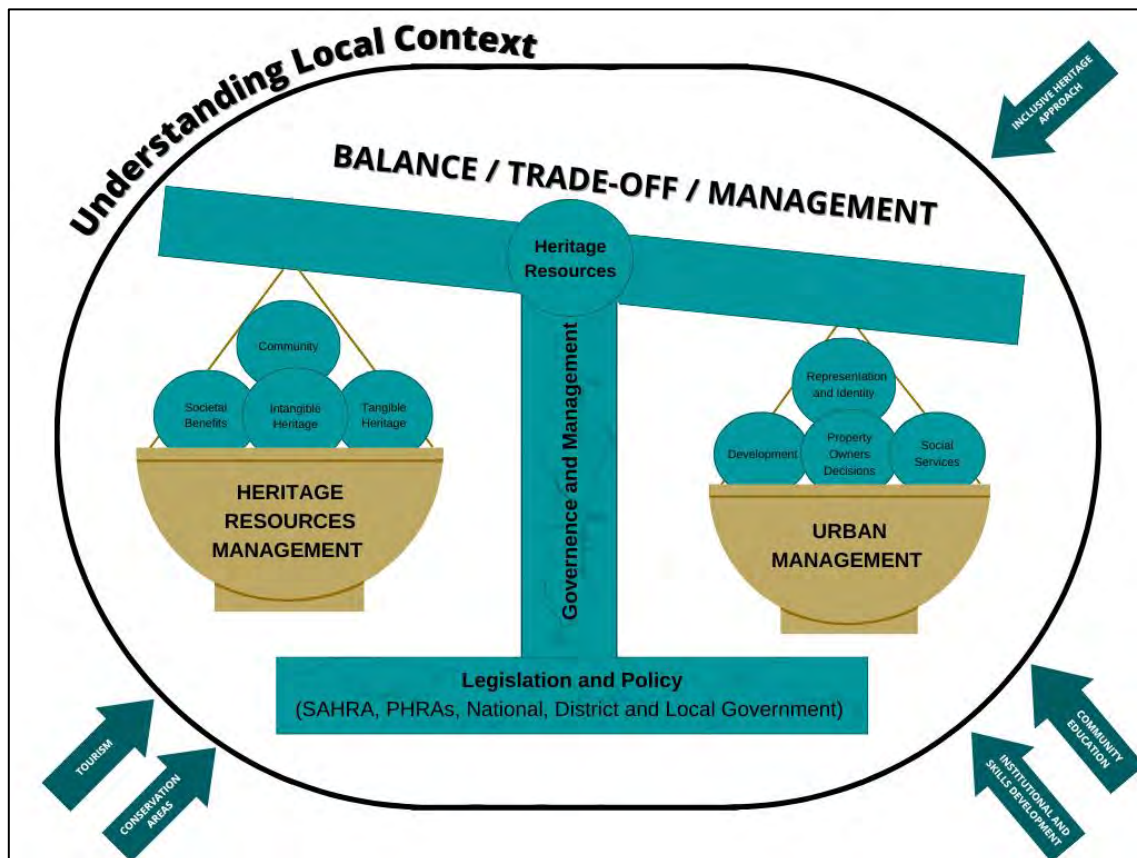 Understanding Local Context
INCLUSIVE HERITAGE
APPROACH
BALANCE / TRADE-OFF / MANAGEMENT
Heritage
Resources
Community
Societal
Benefits
Intangible
Heritage
Tangible
Heritage
HERITAGE
RESOURCES
MANAGEMENT
Governence and Management
Representation
and Identity
Development
Property
Owners
Decisions
Social
Services
URBAN
MANAGEMENT
Legislation and Policy
(SAHRA, PHRAs, National, District and Local Government)
TOURISM
CONSERVATION
AREAS
COMMUNITY
EDUCATION
INSTITUTIONAL AND
SKILLS DEVELOPMENT